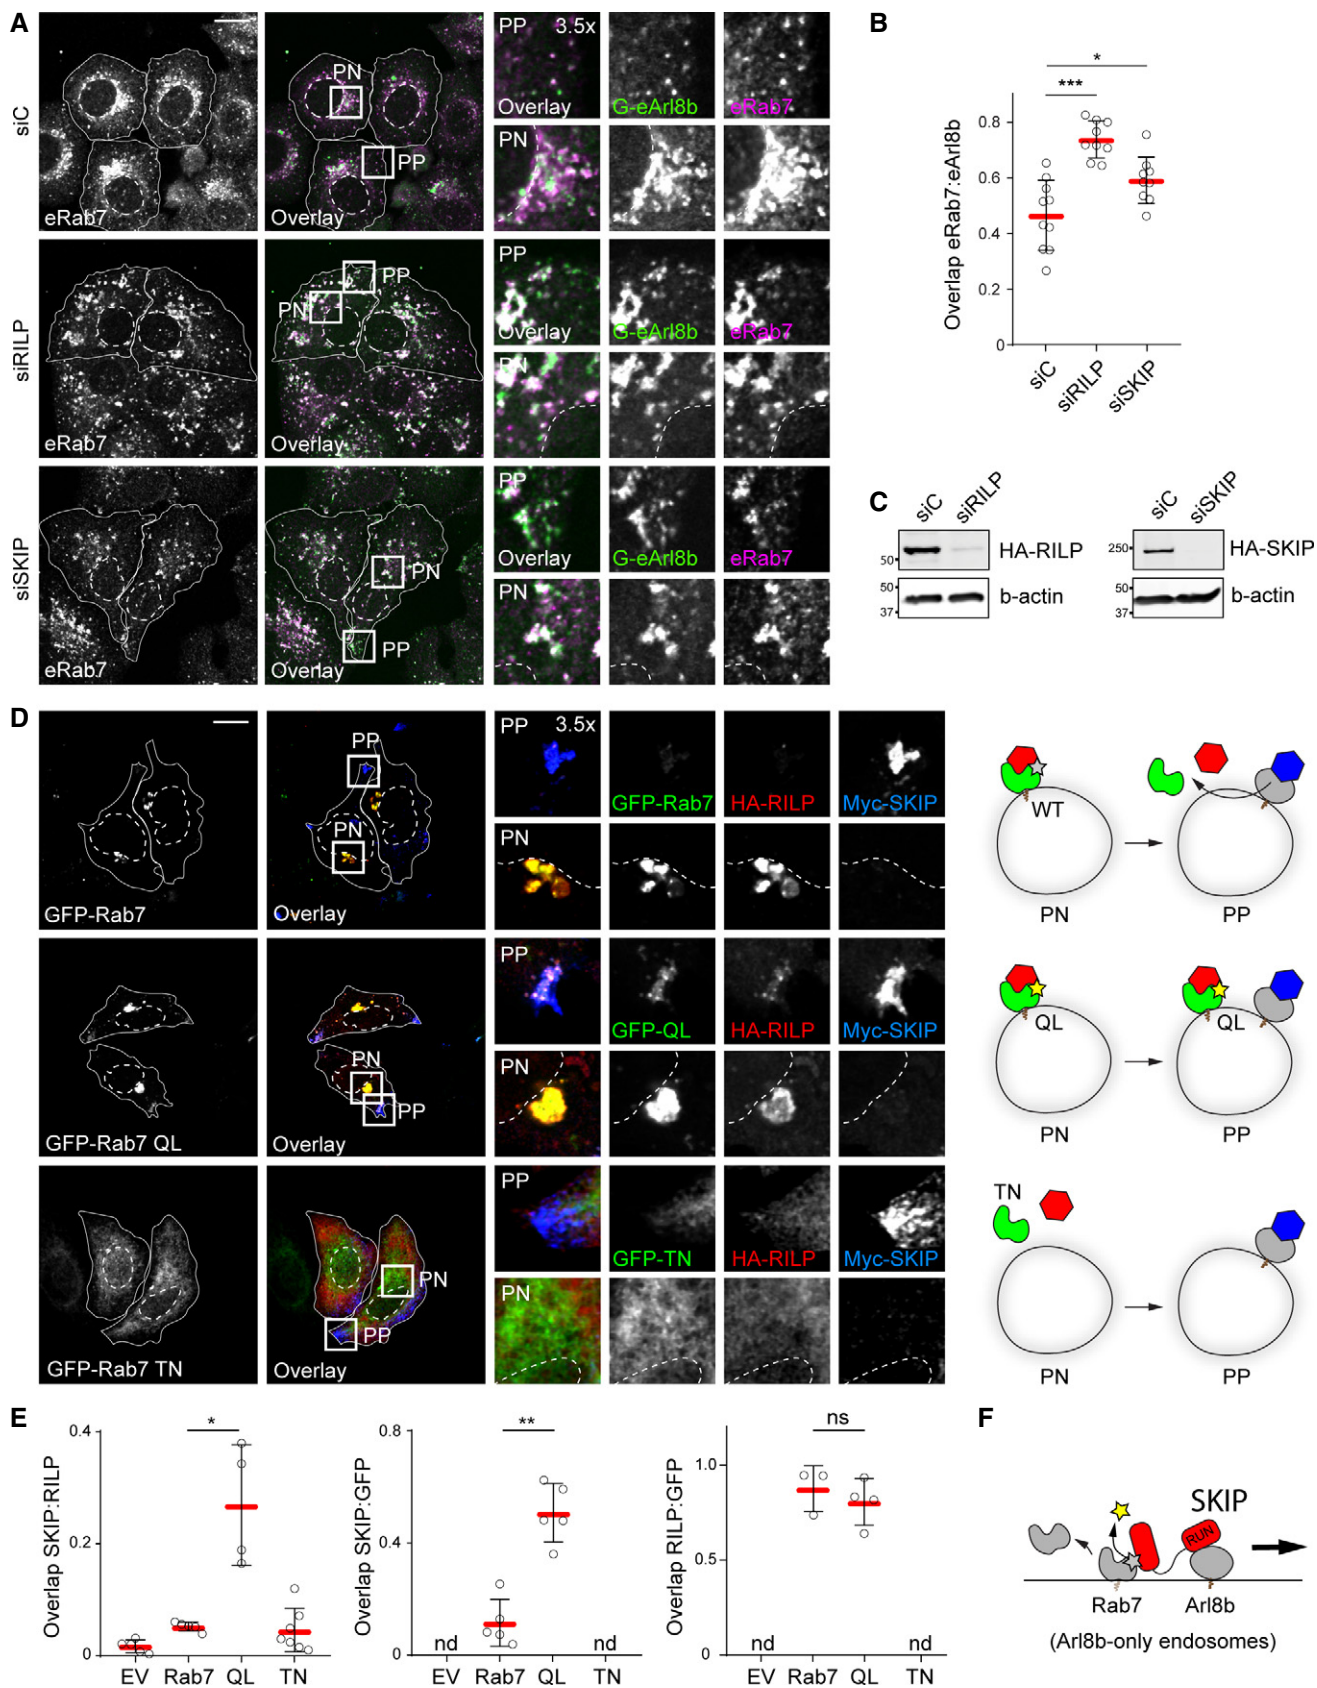 A
siC
eRab7
PN
PP
Overlay
PP 3.5x
Overlay
G-eArl8b
eRab7
PN
siRILP
eRab7
PP
PN
Overlay
PP
Overlay
G-eArl8b
eRab7
PN
siSKIP
eRab7
PN
PP
Overlay
PP
Overlay
G-eArl8b
eRab7
PN
B
*
***
Overlap eRab7:eArl8b
0.8
0.6
0.4
0.2
0
siC
siRILP
siSKIP
C
siC
siRILP
50
HA-RILP
50
37
b-actin
siC
siSKIP
250
HA-SKIP
50
37
b-actin
D
GFP-Rab7
PP
PN
Overlay
PP 3.5x
GFP-Rab7
HA-RILP
Myc-SKIP
PN
WT
PN
PP
GFP-Rab7 QL
PN
PP
Overlay
PP
GFP-QL
HA-RILP
Myc-SKIP
PN
QL
QL
PN
PP
GFP-Rab7 TN
PN
PP
Overlay
PP
GFP-TN
HA-RILP
Myc-SKIP
PN
TN
PN
PP
E
Overlap SKIP:RILP
0.4
0.2
0
*
EV Rab7 QL TN
Overlap SKIP:GFP
0.8
0.4
0
**
nd
nd
EV Rab7 QL TN
Overlap RILP:GFP
1.0
0.5
0
ns
nd
nd
EV Rab7 QL TN
F
SKIP
RUN
Rab7
Arl8b
(Arl8b-only endosomes)